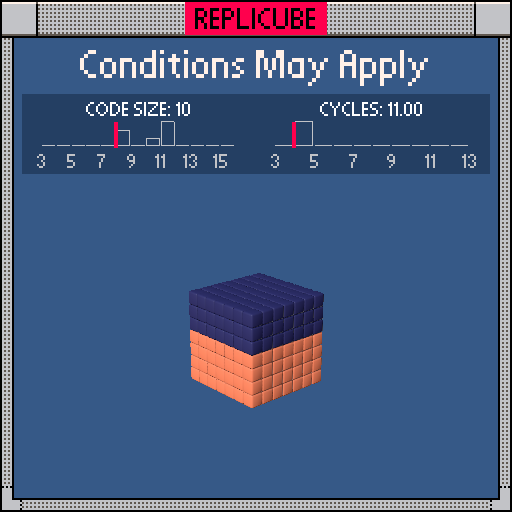 REPLICUBE
Conditions May Apply
CODE SIZE: 10 CYCLES: 11.00
3 5 7 9 11 13 15 3 5 7 9 11 13